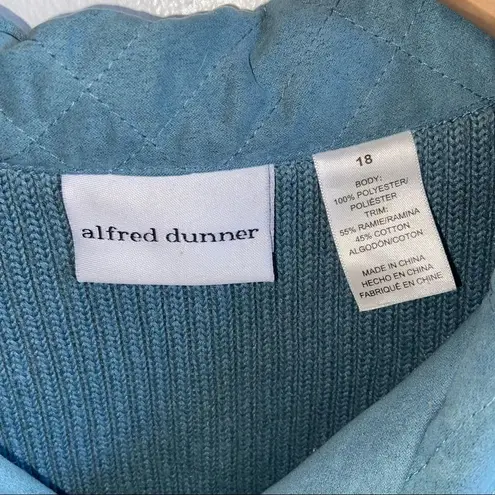 alfred dunner
18
BODY:
100% POLYESTER/
POLIÉSTER
TRIM:
55% RAMIE/RAMINA
45% COTTON
ALGODÓN/COTON
MADE IN CHINA
HECHO EN CHINA
FABRIQUÉ EN CHINE